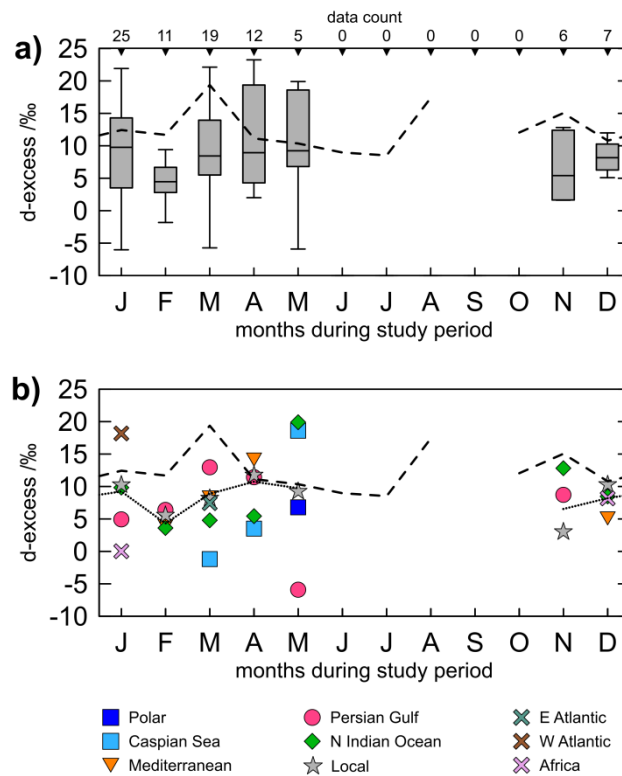 data count
25 11 19 12 5 0 0 0 0 0 6 7
a)
25
20
15
10
5
0
-5
-10
d-excess /‰
J F M A M J J A S O N D
months during study period
b)
25
20
15
10
5
0
-5
-10
d-excess /‰
J F M A M J J A S O N D
months during study period
Polar Persian Gulf E Atlantic
Caspian Sea N Indian Ocean W Atlantic
Mediterranean Local Africa